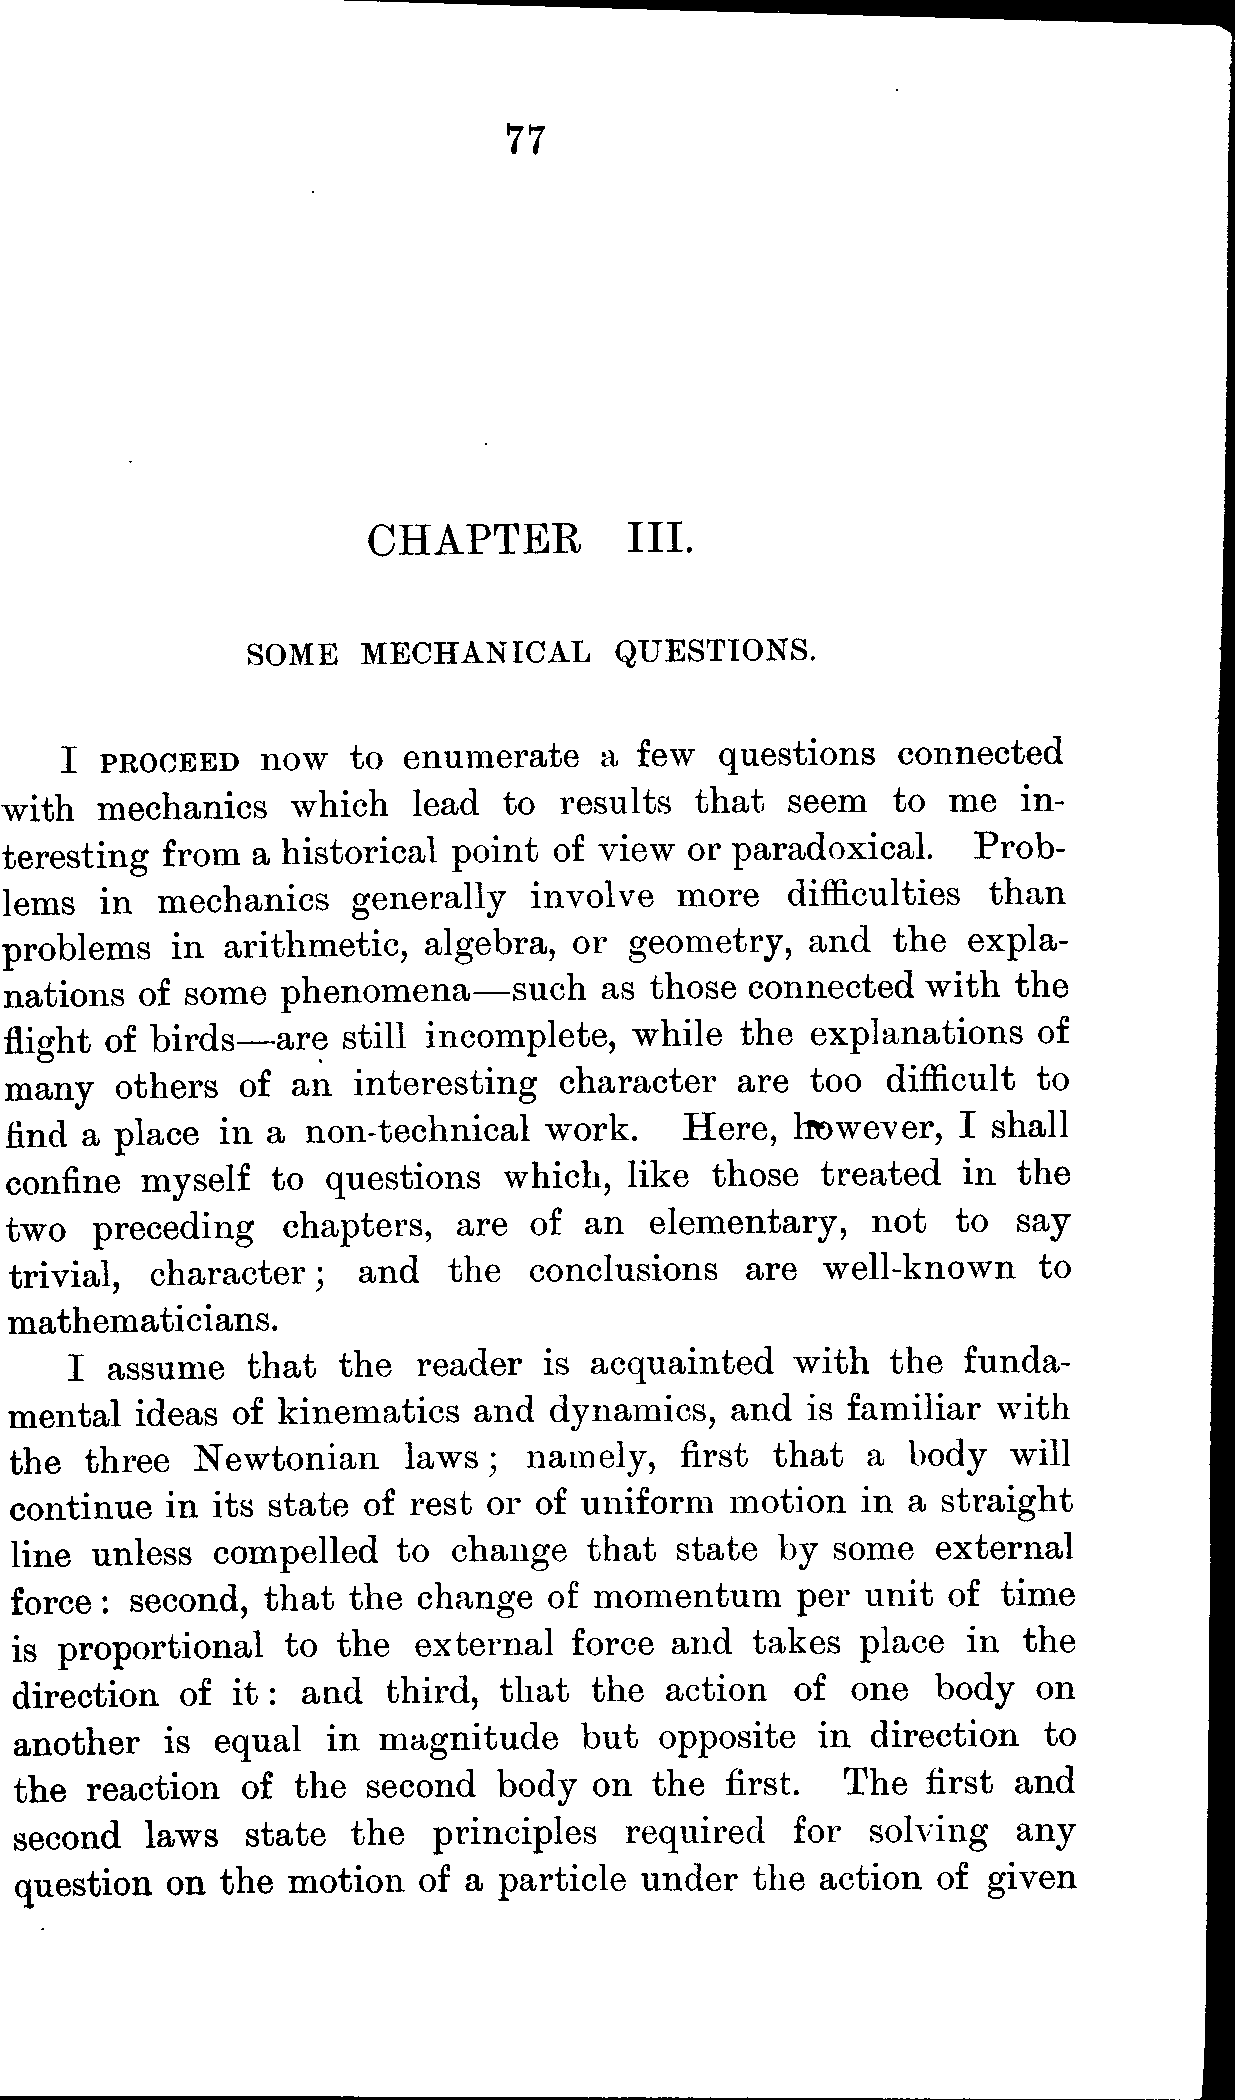 77
CHAPTER III.
SOME MECHANICAL QUESTIONS.
I PROCEED now to enumerate a few questions connected
with mechanics which lead to results that seem to me in-
teresting from a historical point of view or paradoxical. Prob-
lems in mechanics generally involve more difficulties than
problems in arithmetic, algebra, or geometry, and the expla-
nations of some phenomena—such as those connected with the
flight of birds—are still incomplete, while the explanations of
many others of an interesting character are too difficult to
find a place in a non-technical work. Here, however, I shall
confine myself to questions which, like those treated in the
two preceding chapters, are of an elementary, not to say
trivial, character; and the conclusions are well-known to
mathematicians.
I assume that the reader is acquainted with the funda-
mental ideas of kinematics and dynamics, and is familiar with
the three Newtonian laws; namely, first that a body will
continue in its state of rest or of uniform motion in a straight
line unless compelled to change that state by some external
force: second, that the change of momentum per unit of time
is proportional to the external force and takes place in the
direction of it: and third, that the action of one body on
another is equal in magnitude but opposite in direction to
the reaction of the second body on the first. The first and
second laws state the principles required for solving any
question on the motion of a particle under the action of given